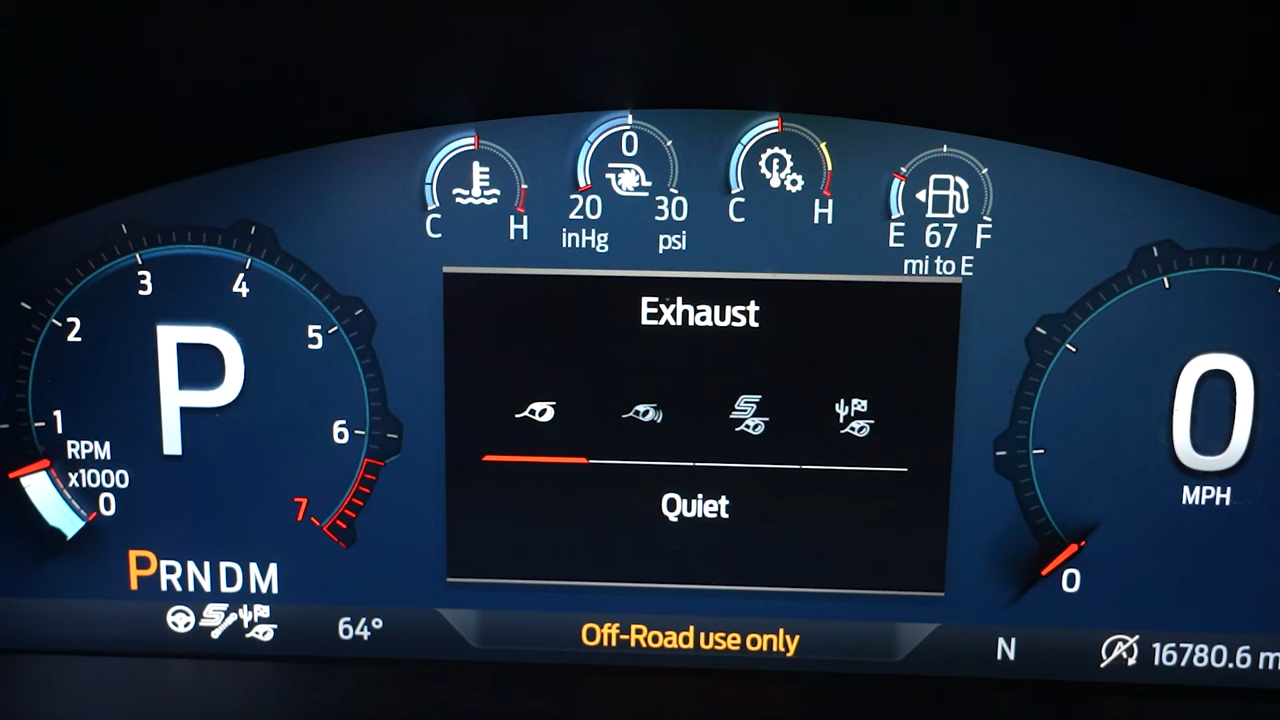 0
C H
20 30
inHg psi
C H
E 67 F
mi to E
1 2 3 4 5 6 7
P
RPM
x1000
0
PRNDM
Exhaust
S
Quiet
0
MPH
0
S
64°
Off-Road use only
N
A
16780.6 m